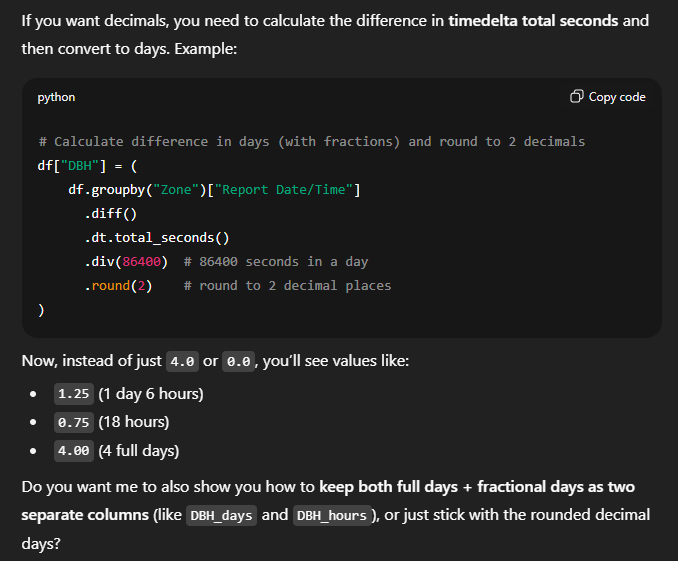 If you want decimals, you need to calculate the difference in timedelta total seconds and
then convert to days. Example:
python
Copy code
# Calculate difference in days (with fractions) and round to 2 decimals
df["DBH"] = (
    df.groupby("Zone")["Report Date/Time"]
      .diff()
      .dt.total_seconds()
      .div(86400)  # 86400 seconds in a day
      .round(2)    # round to 2 decimal places
)
Now, instead of just 4.0 or 0.0, you'll see values like:
• 1.25 (1 day 6 hours)
• 0.75 (18 hours)
• 4.00 (4 full days)
Do you want me to also show you how to keep both full days + fractional days as two
separate columns (like DBH_days and DBH_hours), or just stick with the rounded decimal
days?